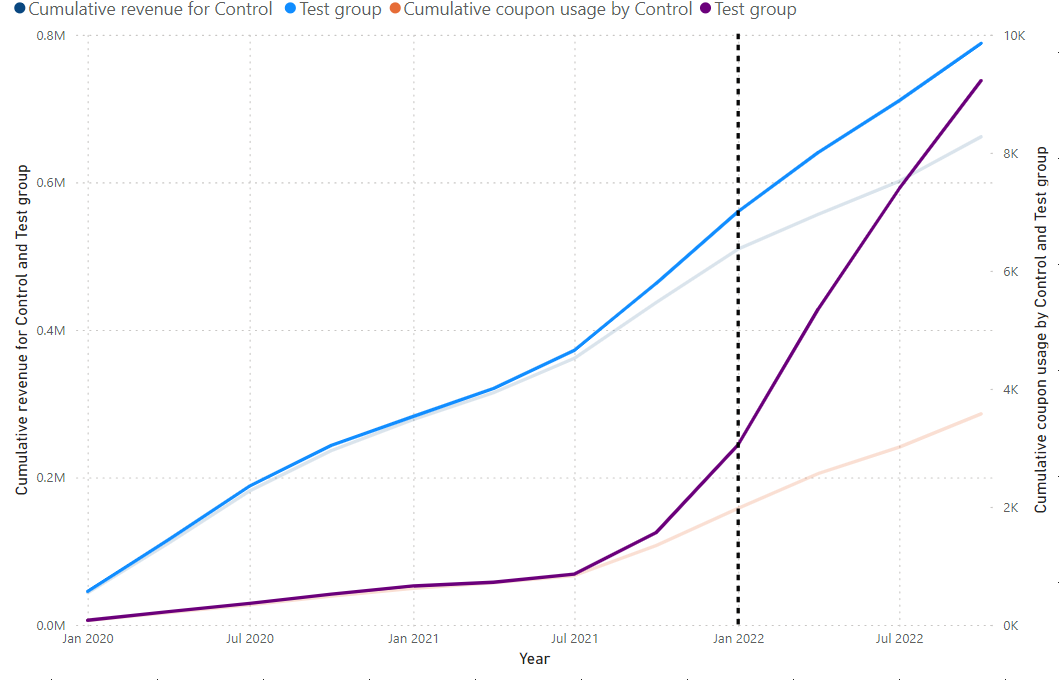 Cumulative revenue for Control Test group Cumulative coupon usage by Control Test group
0.8M
0.6M
0.4M
0.2M
0.0M
10K
8K
6K
4K
2K
0K
Cumulative revenue for Control and Test group
Cumulative coupon usage by Control and Test group
Jan 2020 Jul 2020 Jan 2021 Jul 2021 Jan 2022 Jul 2022
Year